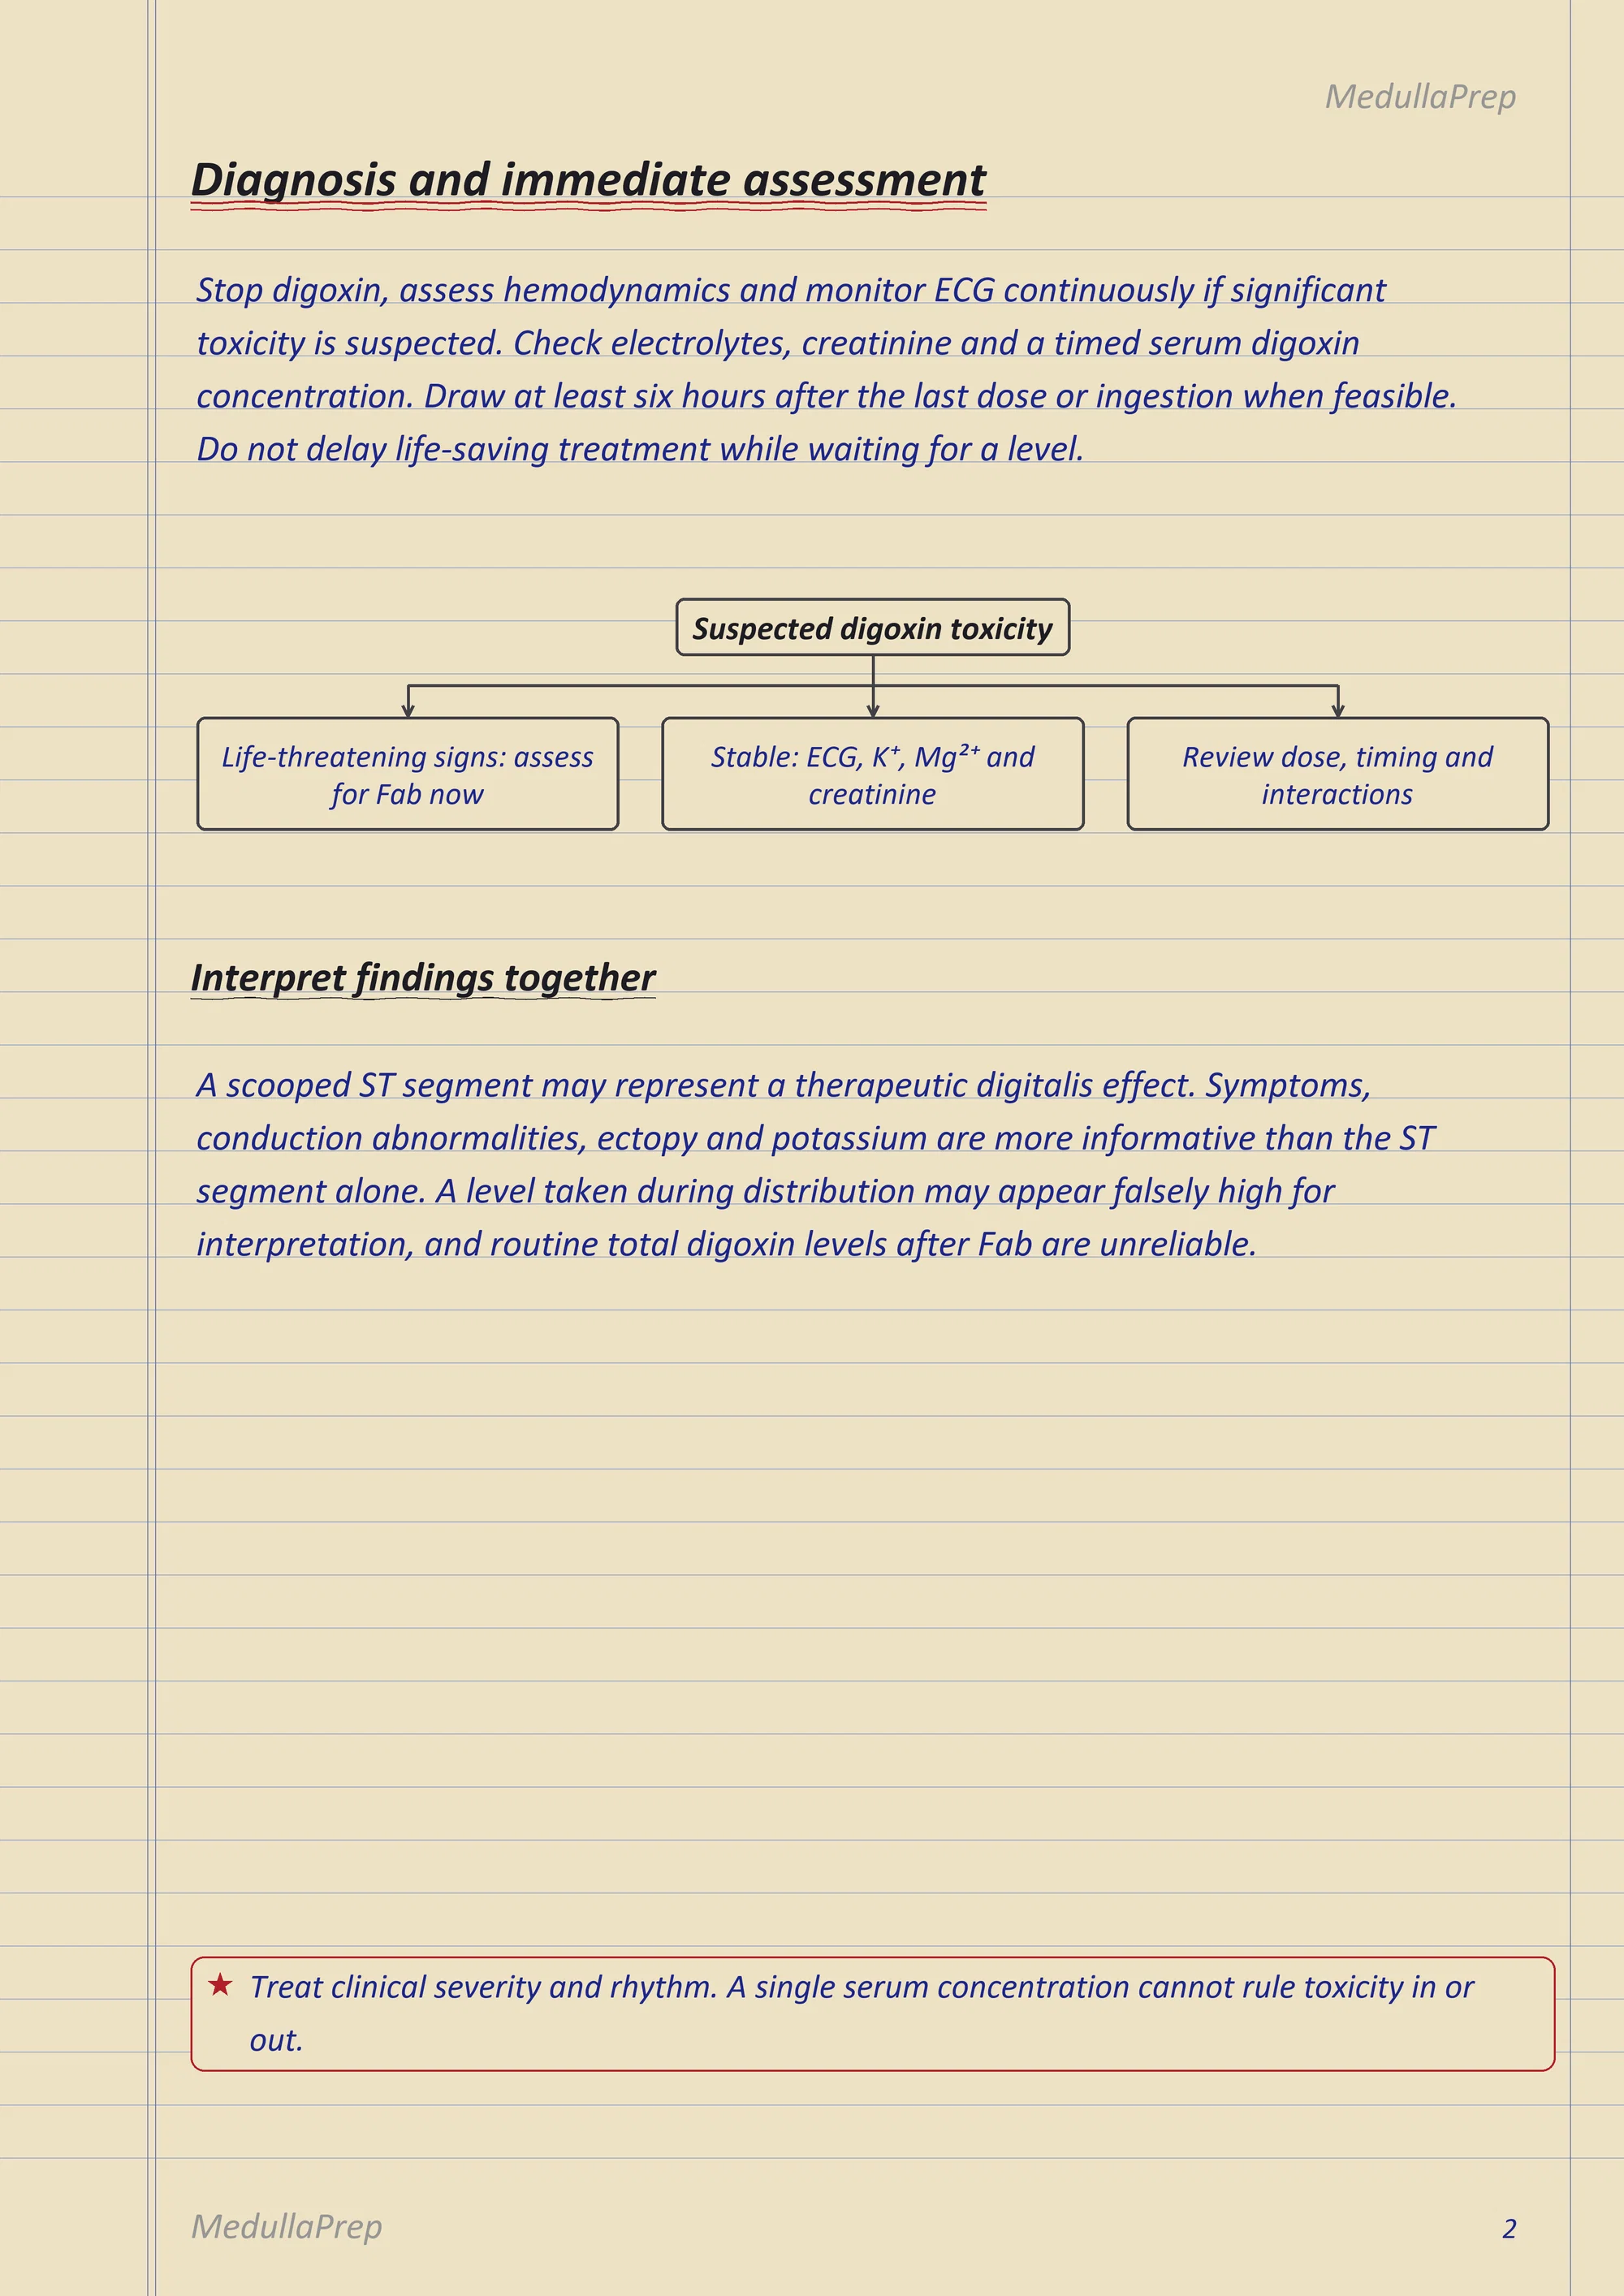 MedullaPrep
Diagnosis and immediate assessment
Stop digoxin, assess hemodynamics and monitor ECG continuously if significant
toxicity is suspected. Check electrolytes, creatinine and a timed serum digoxin
concentration. Draw at least six hours after the last dose or ingestion when feasible.
Do not delay life-saving treatment while waiting for a level.
Suspected digoxin toxicity
Life-threatening signs: assess
for Fab now
Stable: ECG, K⁺, Mg²⁺ and
creatinine
Review dose, timing and
interactions
Interpret findings together
A scooped ST segment may represent a therapeutic digitalis effect. Symptoms,
conduction abnormalities, ectopy and potassium are more informative than the ST
segment alone. A level taken during distribution may appear falsely high for
interpretation, and routine total digoxin levels after Fab are unreliable.
★ Treat clinical severity and rhythm. A single serum concentration cannot rule toxicity in or
out.
MedullaPrep
2